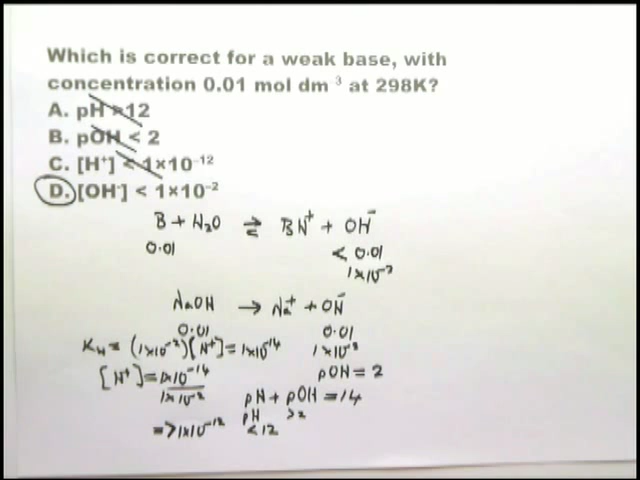 Which is correct for a weak base, with
concentration 0.01 mol dm ³ at 298K?
A. pH > 12
B. pOH < 2
C. [H⁺] < 1×10⁻¹²
D. [OH⁻] < 1×10⁻²
B + H₂O ⇌ BH⁺ + OH⁻
0.01 < 0.01
1×10⁻²
NaOH → Na⁺ + OH⁻
0.01 0.01
Kw = (1×10⁻²)[H⁺] = 1×10⁻¹⁴ 1×10⁻²
[H⁺] = 1×10⁻¹⁴ pOH = 2
1×10⁻² pH + pOH = 14
pH >2
=> 1×10⁻¹² < 12